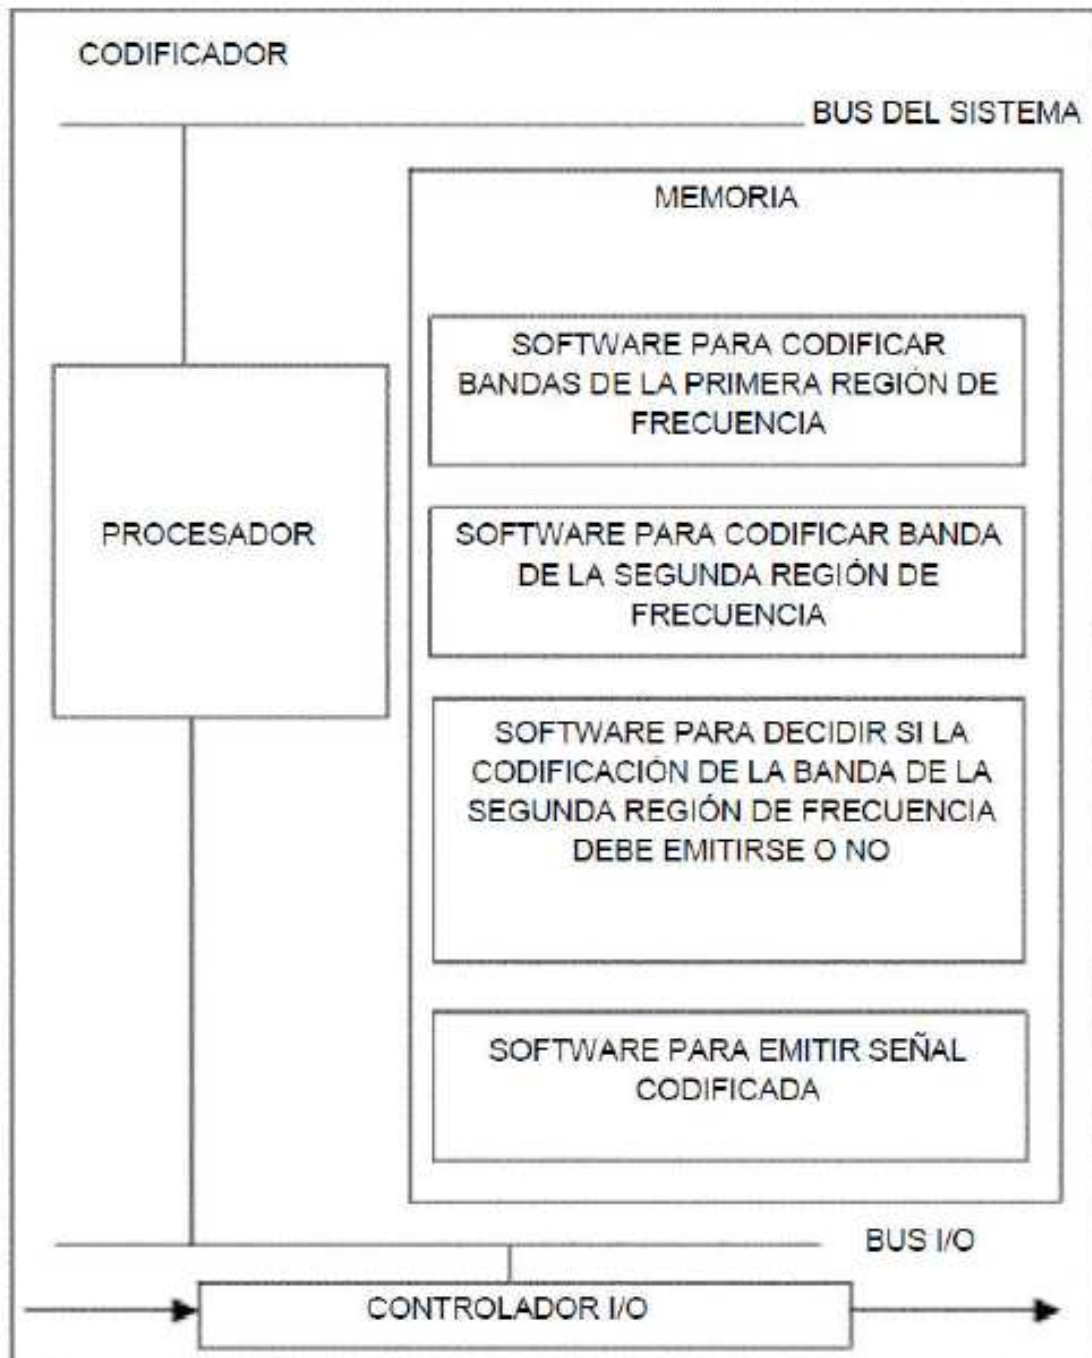 CODIFICADOR
BUS DEL SISTEMA
MEMORIA
SOFTWARE PARA CODIFICAR
BANDAS DE LA PRIMERA REGIÓN DE
FRECUENCIA
PROCESADOR
SOFTWARE PARA CODIFICAR BANDA
DE LA SEGUNDA REGIÓN DE
FRECUENCIA
SOFTWARE PARA DECIDIR SI LA
CODIFICACIÓN DE LA BANDA DE LA
SEGUNDA REGIÓN DE FRECUENCIA
DEBE EMITIRSE O NO
SOFTWARE PARA EMITIR SEÑAL
CODIFICADA
BUS I/O
CONTROLADOR I/O